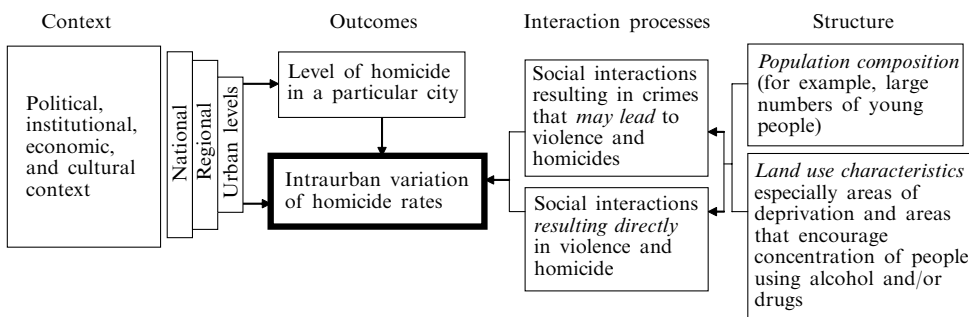 Context
Outcomes
Interaction processes
Structure
Political,
institutional,
economic,
and cultural
context
National
Regional
Urban levels
Level of homicide
in a particular city
Intraurban variation
of homicide rates
Social interactions
resulting in crimes
that may lead to
violence and
homicides
Social interactions
resulting directly
in violence and
homicide
Population composition
(for example, large
numbers of young
people)
Land use characteristics
especially areas of
deprivation and areas
that encourage
concentration of people
using alcohol and/or
drugs